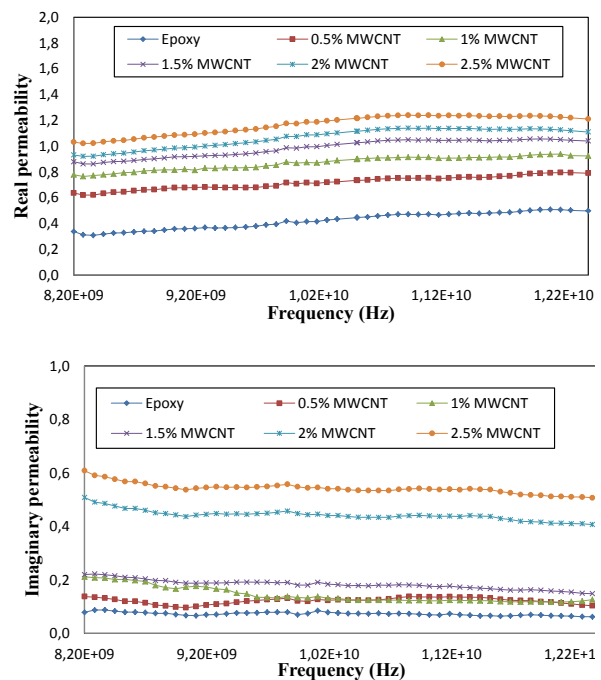 2,0
1,8
1,6
1,4
1,2
1,0
0,8
0,6
0,4
0,2
0,0
Real permeability
Epoxy 0.5% MWCNT 1% MWCNT
1.5% MWCNT 2% MWCNT 2.5% MWCNT
8,20E+09 9,20E+09 1,02E+10 1,12E+10 1,22E+10
Frequency (Hz)
1,0
0,8
0,6
0,4
0,2
0,0
Imaginary permeability
Epoxy 0.5% MWCNT 1% MWCNT
1.5% MWCNT 2% MWCNT 2.5% MWCNT
8,20E+09 9,20E+09 1,02E+10 1,12E+10 1,22E+10
Frequency (Hz)